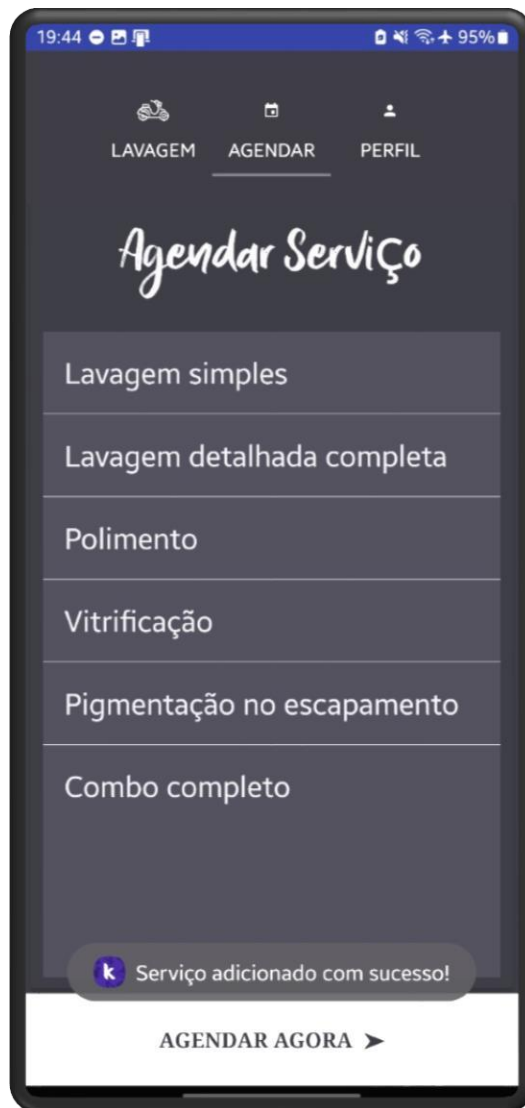 19:44 95%
LAVAGEM AGENDAR PERFIL
Agendar Serviço
Lavagem simples
Lavagem detalhada completa
Polimento
Vitrificação
Pigmentação no escapamento
Combo completo
k Serviço adicionado com sucesso!
AGENDAR AGORA ➤